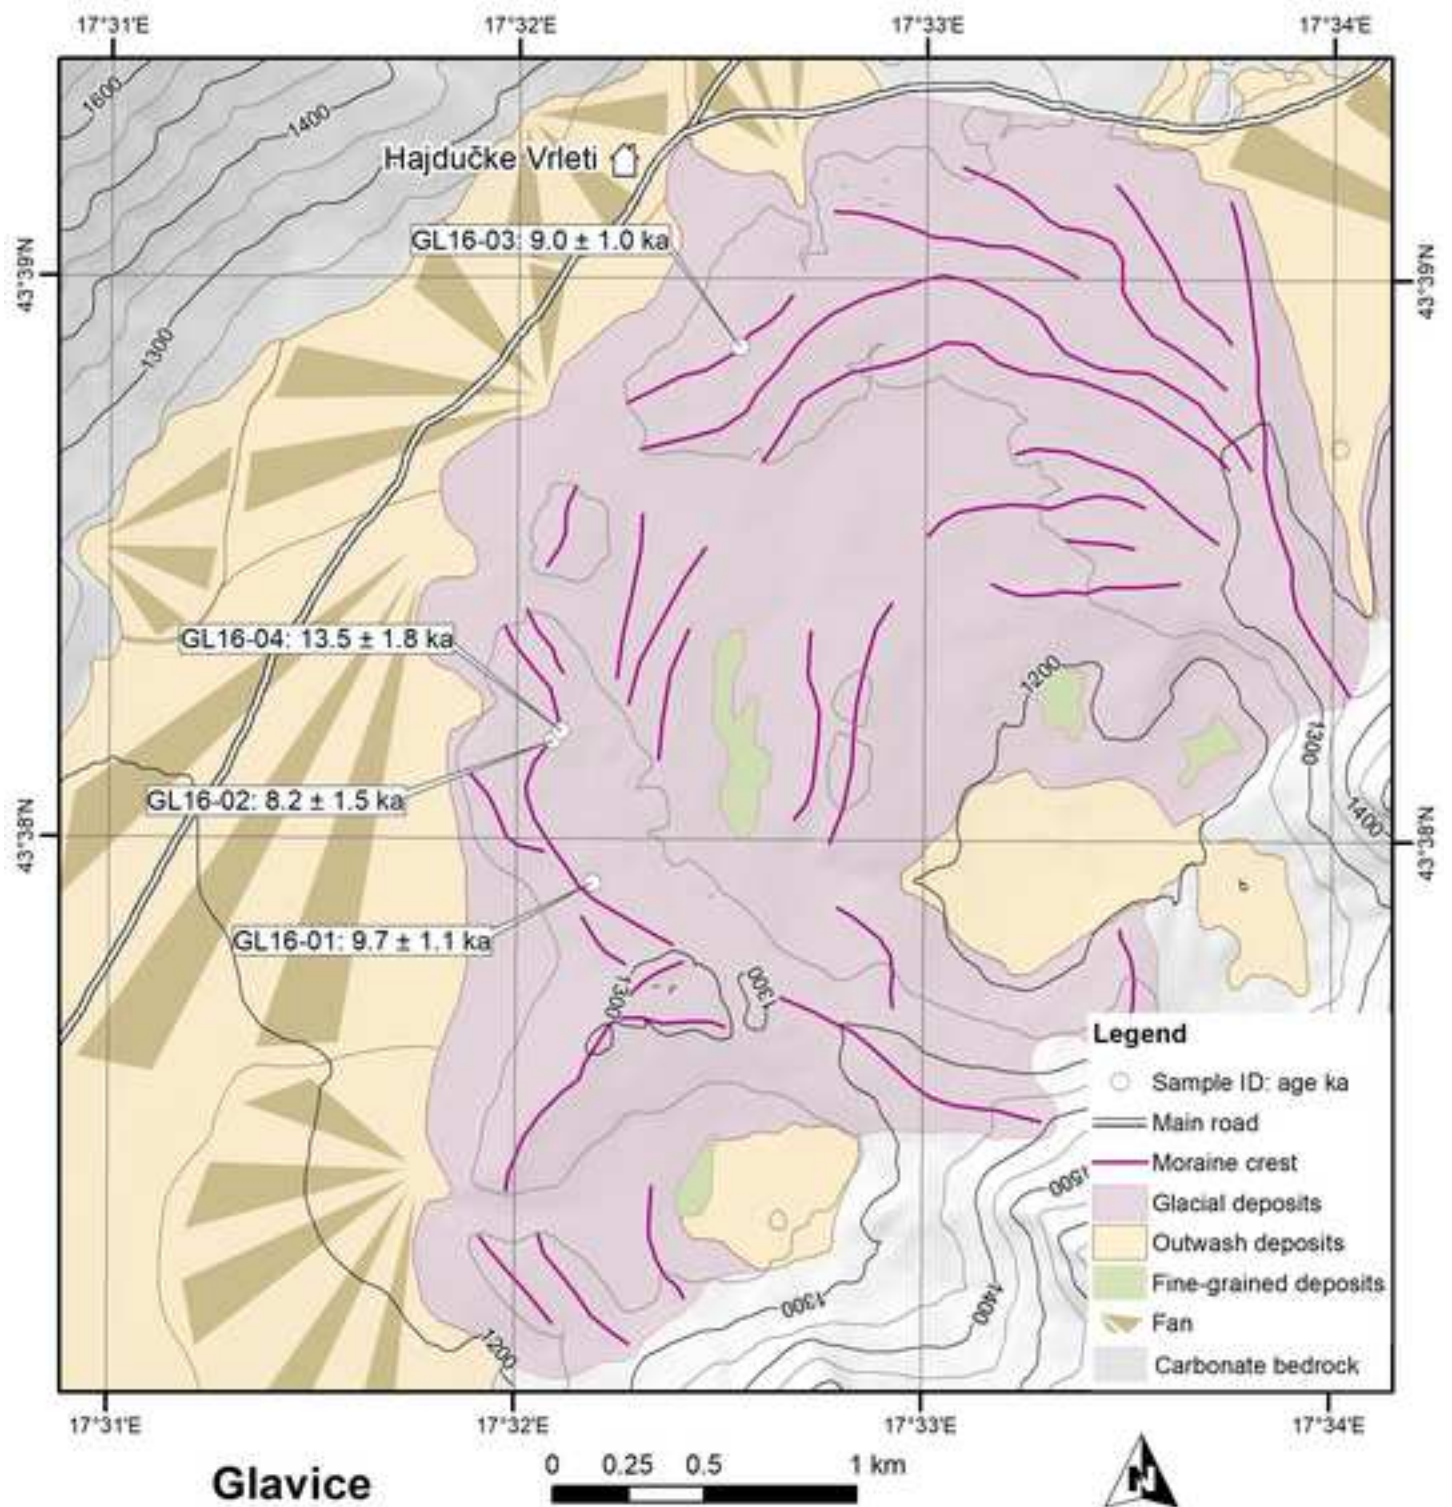 17°31'E 17°32'E 17°33'E 17°34'E
1600
1400
Hajdučke Vrleti
GL16-03: 9.0 ± 1.0 ka
43°39'N
43°39'N
1300
GL16-04: 13.5 ± 1.8 ka
1200
1300
GL16-02: 8.2 ± 1.5 ka
1400
43°38'N
43°38'N
GL16-01: 9.7 ± 1.1 ka
1300
1300
Legend
Sample ID: age ka
Main road
Moraine crest
1500
Glacial deposits
Outwash deposits
Fine-grained deposits
1300
1400
Fan
1200
Carbonate bedrock
17°31'E 17°32'E 17°33'E 17°34'E
Glavice
0 0.25 0.5 1 km
N